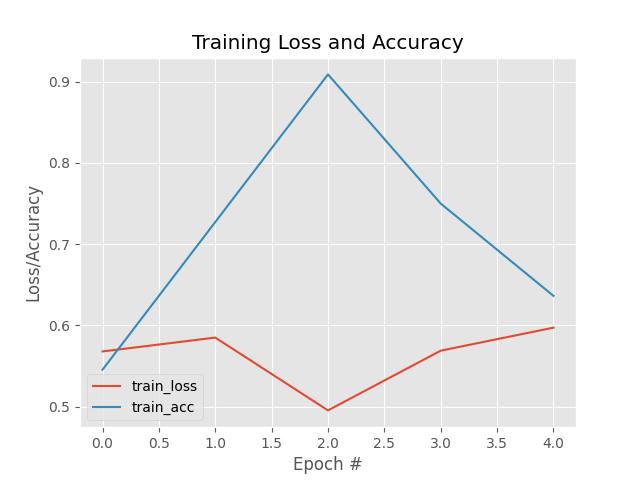 Training Loss and Accuracy
Loss/Accuracy
0.9
0.8
0.7
0.6
0.5
train_loss
train_acc
0.0 0.5 1.0 1.5 2.0 2.5 3.0 3.5 4.0
Epoch #